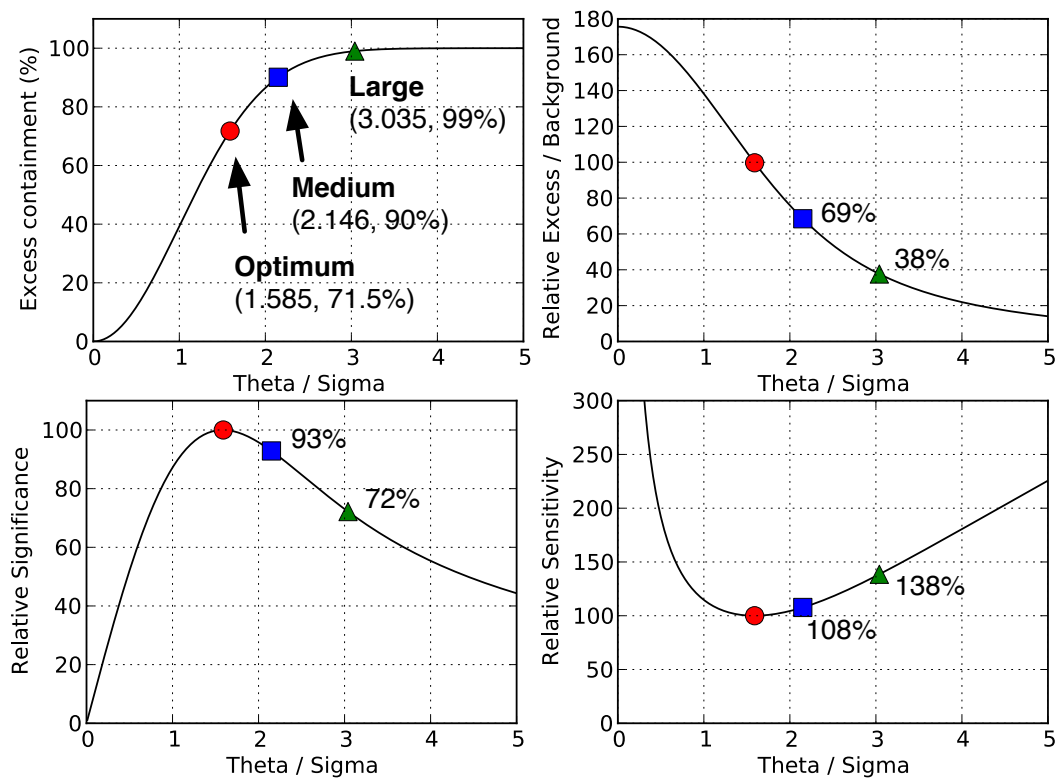 Excess containment (%)
100
80
60
40
20
0
Large
(3.035, 99%)
Medium
(2.146, 90%)
Optimum
(1.585, 71.5%)
0 1 2 3 4 5
Theta / Sigma
Relative Excess / Background
180
160
140
120
100
80
60
40
20
0
69%
38%
0 1 2 3 4 5
Theta / Sigma
Relative Significance
100
80
60
40
20
0
93%
72%
0 1 2 3 4 5
Theta / Sigma
Relative Sensitivity
300
250
200
150
100
50
0
138%
108%
0 1 2 3 4 5
Theta / Sigma